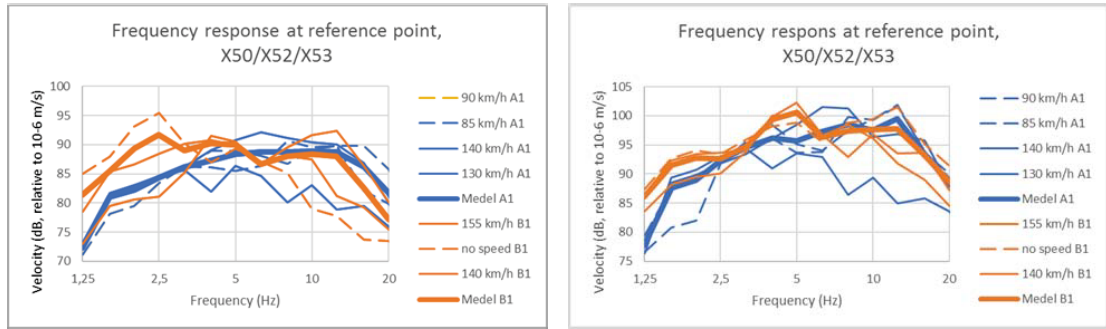 Frequency response at reference point,
X50/X52/X53
Velocity (dB, relative to 10-6 m/s)
100
95
90
85
80
75
70
1,25
2,5
5
10
20
Frequency (Hz)
90 km/h A1
85 km/h A1
140 km/h A1
130 km/h A1
Medel A1
155 km/h B1
no speed B1
140 km/h B1
Medel B1
Frequency respons at reference point,
X50/X52/X53
Velocity (dB, relative to 10-6 m/s)
105
100
95
90
85
80
75
1,25
2,5
5
10
20
Frequency (Hz)
90 km/h A1
85 km/h A1
140 km/h A1
130 km/h A1
Medel A1
155 km/h B1
no speed B1
140 km/h B1
Medel B1